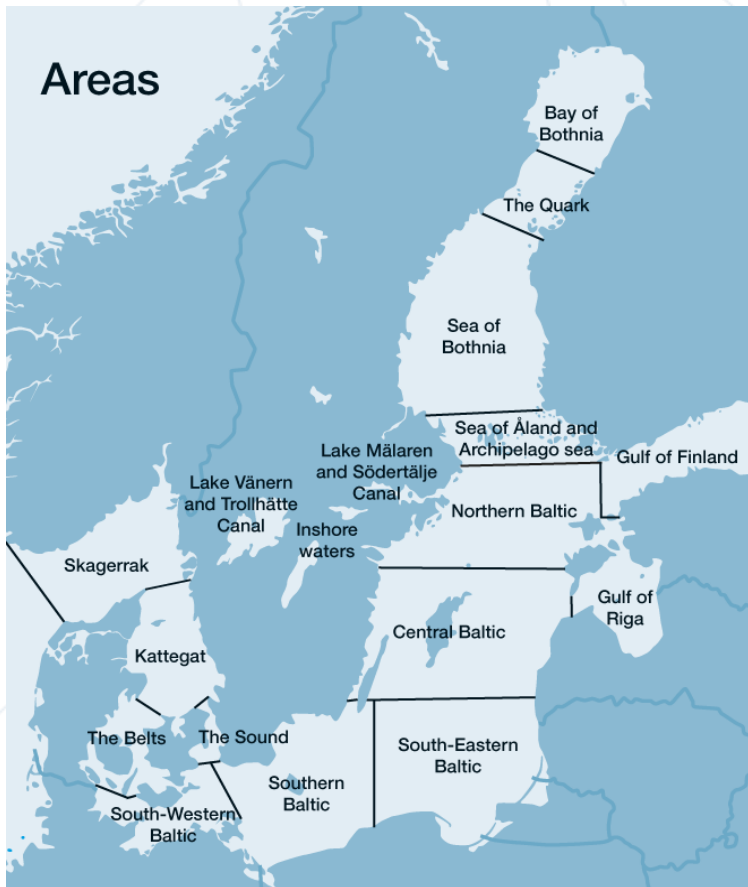 Areas
Bay of
Bothnia
The Quark
Sea of
Bothnia
Sea of Åland and
Archipelago sea
Gulf of Finland
Lake Mälaren
and Södertälje
Canal
Lake Vänern
and Trollhätte
Canal
Inshore
waters
Northern Baltic
Skagerrak
Gulf of
Riga
Central Baltic
Kattegat
The Belts
The Sound
South-Eastern
Baltic
Southern
Baltic
South-Western
Baltic